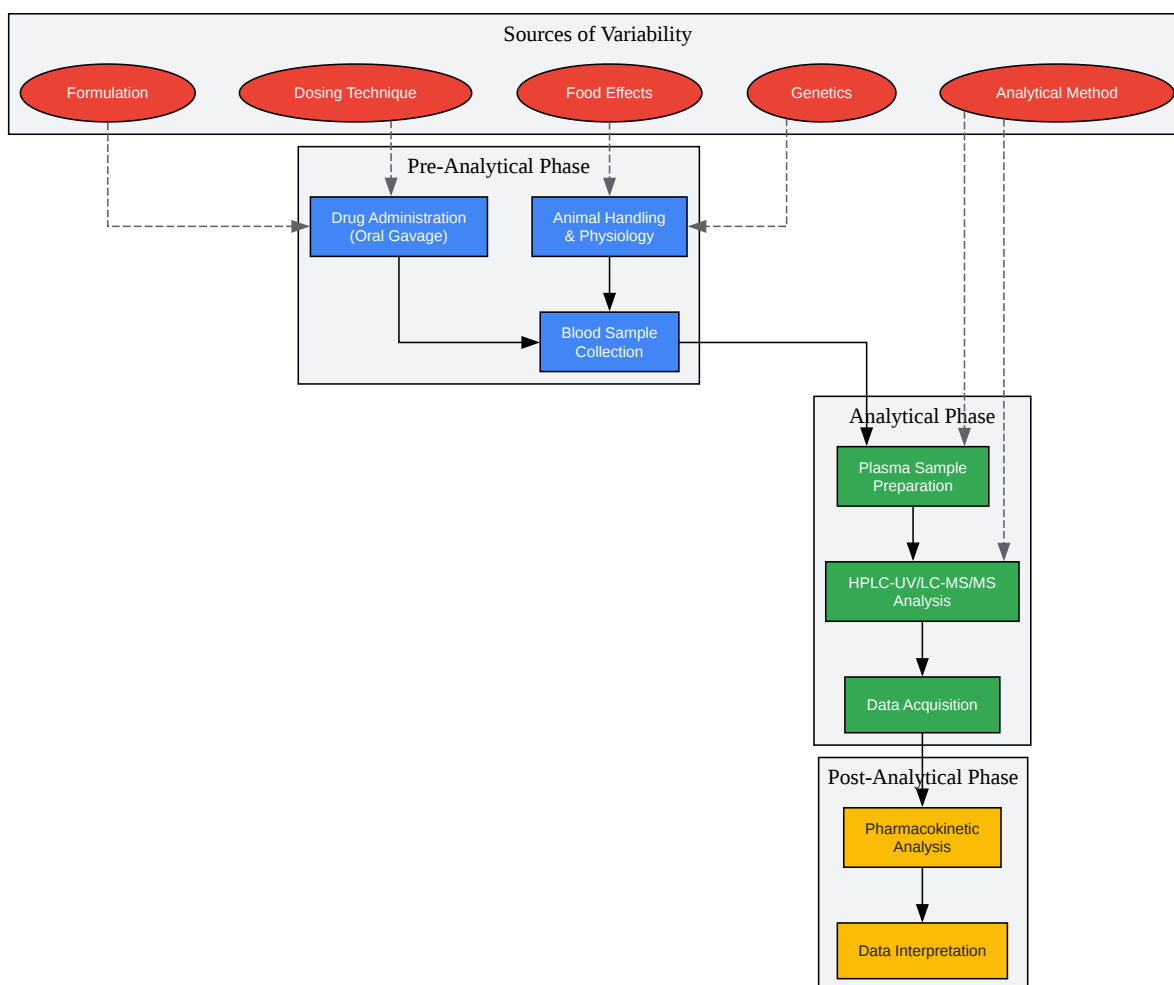 Sources of Variability
Formulation
Dosing Technique
Food Effects
Genetics
Analytical Method
Pre-Analytical Phase
Drug Administration
(Oral Gavage)
Animal Handling
& Physiology
Blood Sample
Collection
Analytical Phase
Plasma Sample
Preparation
HPLC-UV/LC-MS/MS
Analysis
Data Acquisition
Post-Analytical Phase
Pharmacokinetic
Analysis
Data Interpretation